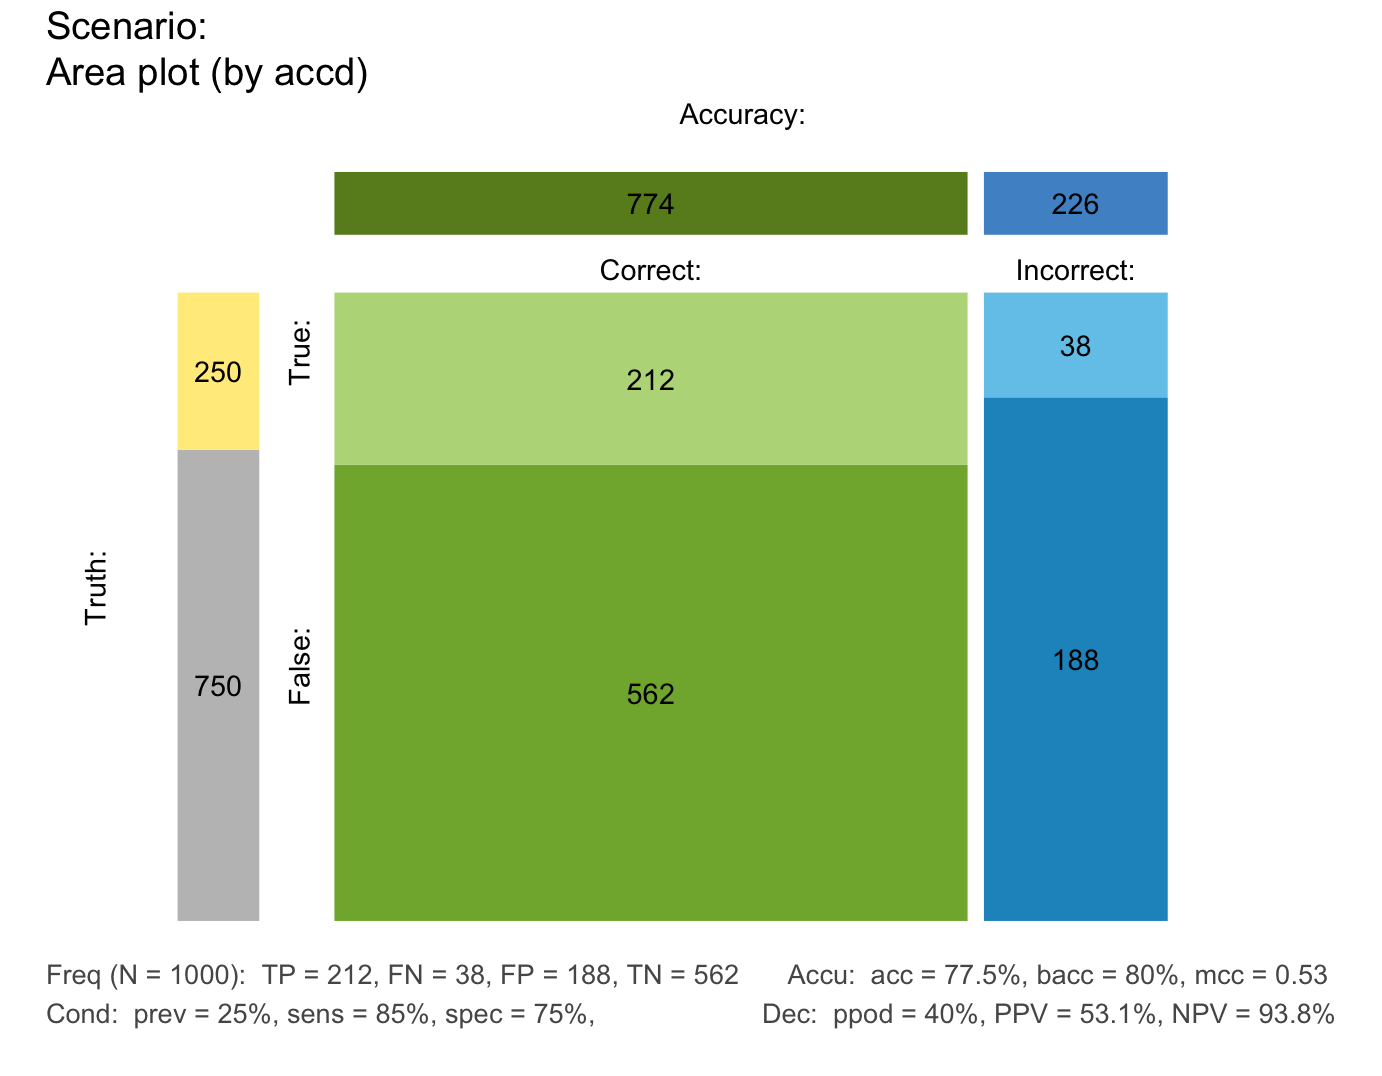 Scenario:
Area plot (by accd)
Accuracy:
774
226
Correct:
Incorrect:
Truth:
250
True:
212
38
750
False:
562
188
Freq (N = 1000):  TP = 212, FN = 38, FP = 188, TN = 562
Accu:  acc = 77.5%, bacc = 80%, mcc = 0.53
Cond:  prev = 25%, sens = 85%, spec = 75%,
Dec:  ppod = 40%, PPV = 53.1%, NPV = 93.8%